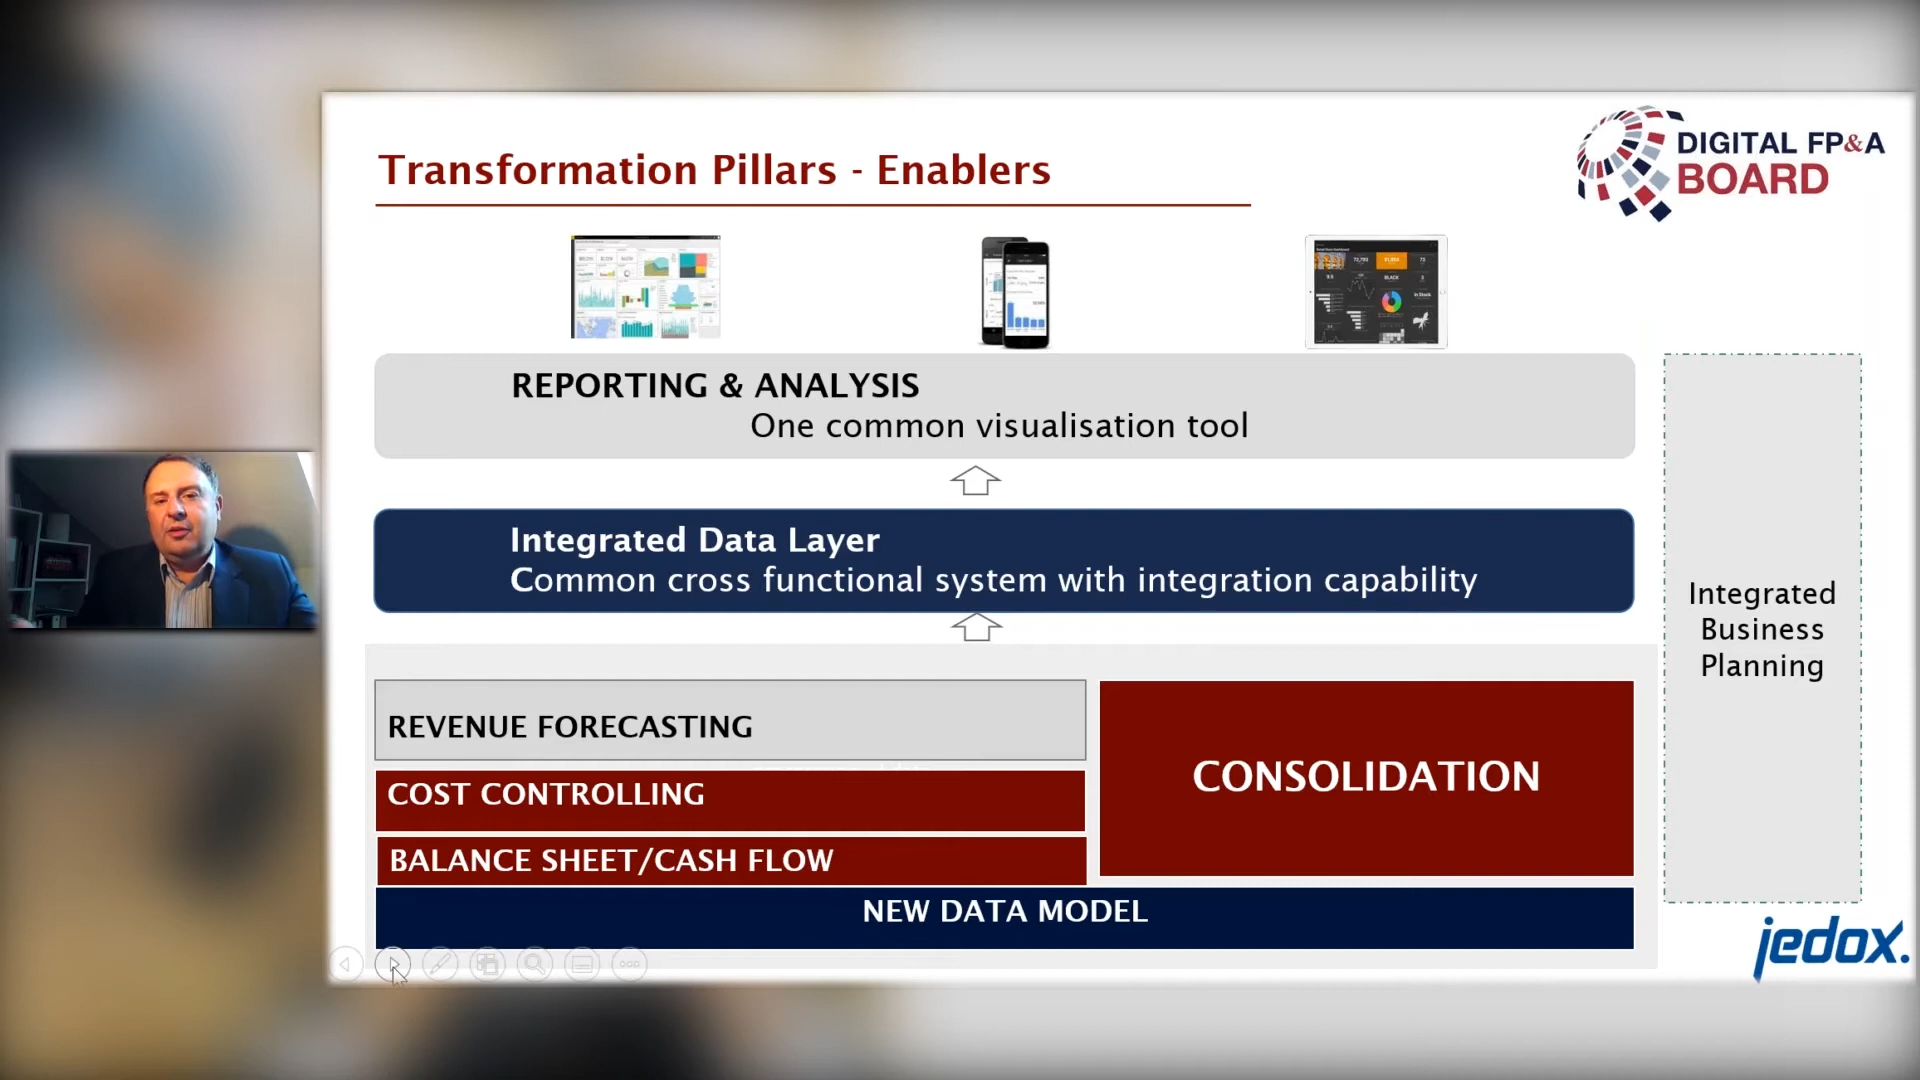 Transformation Pillars - Enablers
DIGITAL FP&A
BOARD
REPORTING & ANALYSIS
One common visualisation tool
Integrated Data Layer
Common cross functional system with integration capability
Integrated
Business
Planning
REVENUE FORECASTING
COST CONTROLLING
BALANCE SHEET/CASH FLOW
CONSOLIDATION
NEW DATA MODEL
jedox.